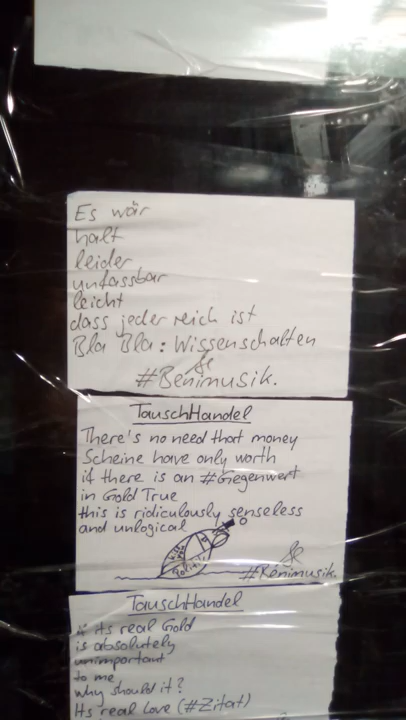 Es wär
halt
leider
unfassbar
leicht
dass jeder reich ist
Bla Bla: Wissenschaften
#Benimusik.
TauschHandel
There's no need that money
Scheine have only worth
if there is an #Gegenwert
in Gold True
this is ridiculously senseless
and unlogical
#Benimusik.
TauschHandel
if its real Gold
is absolutely
unimportant
to me
why should it?
Its real Love (#Zitat)